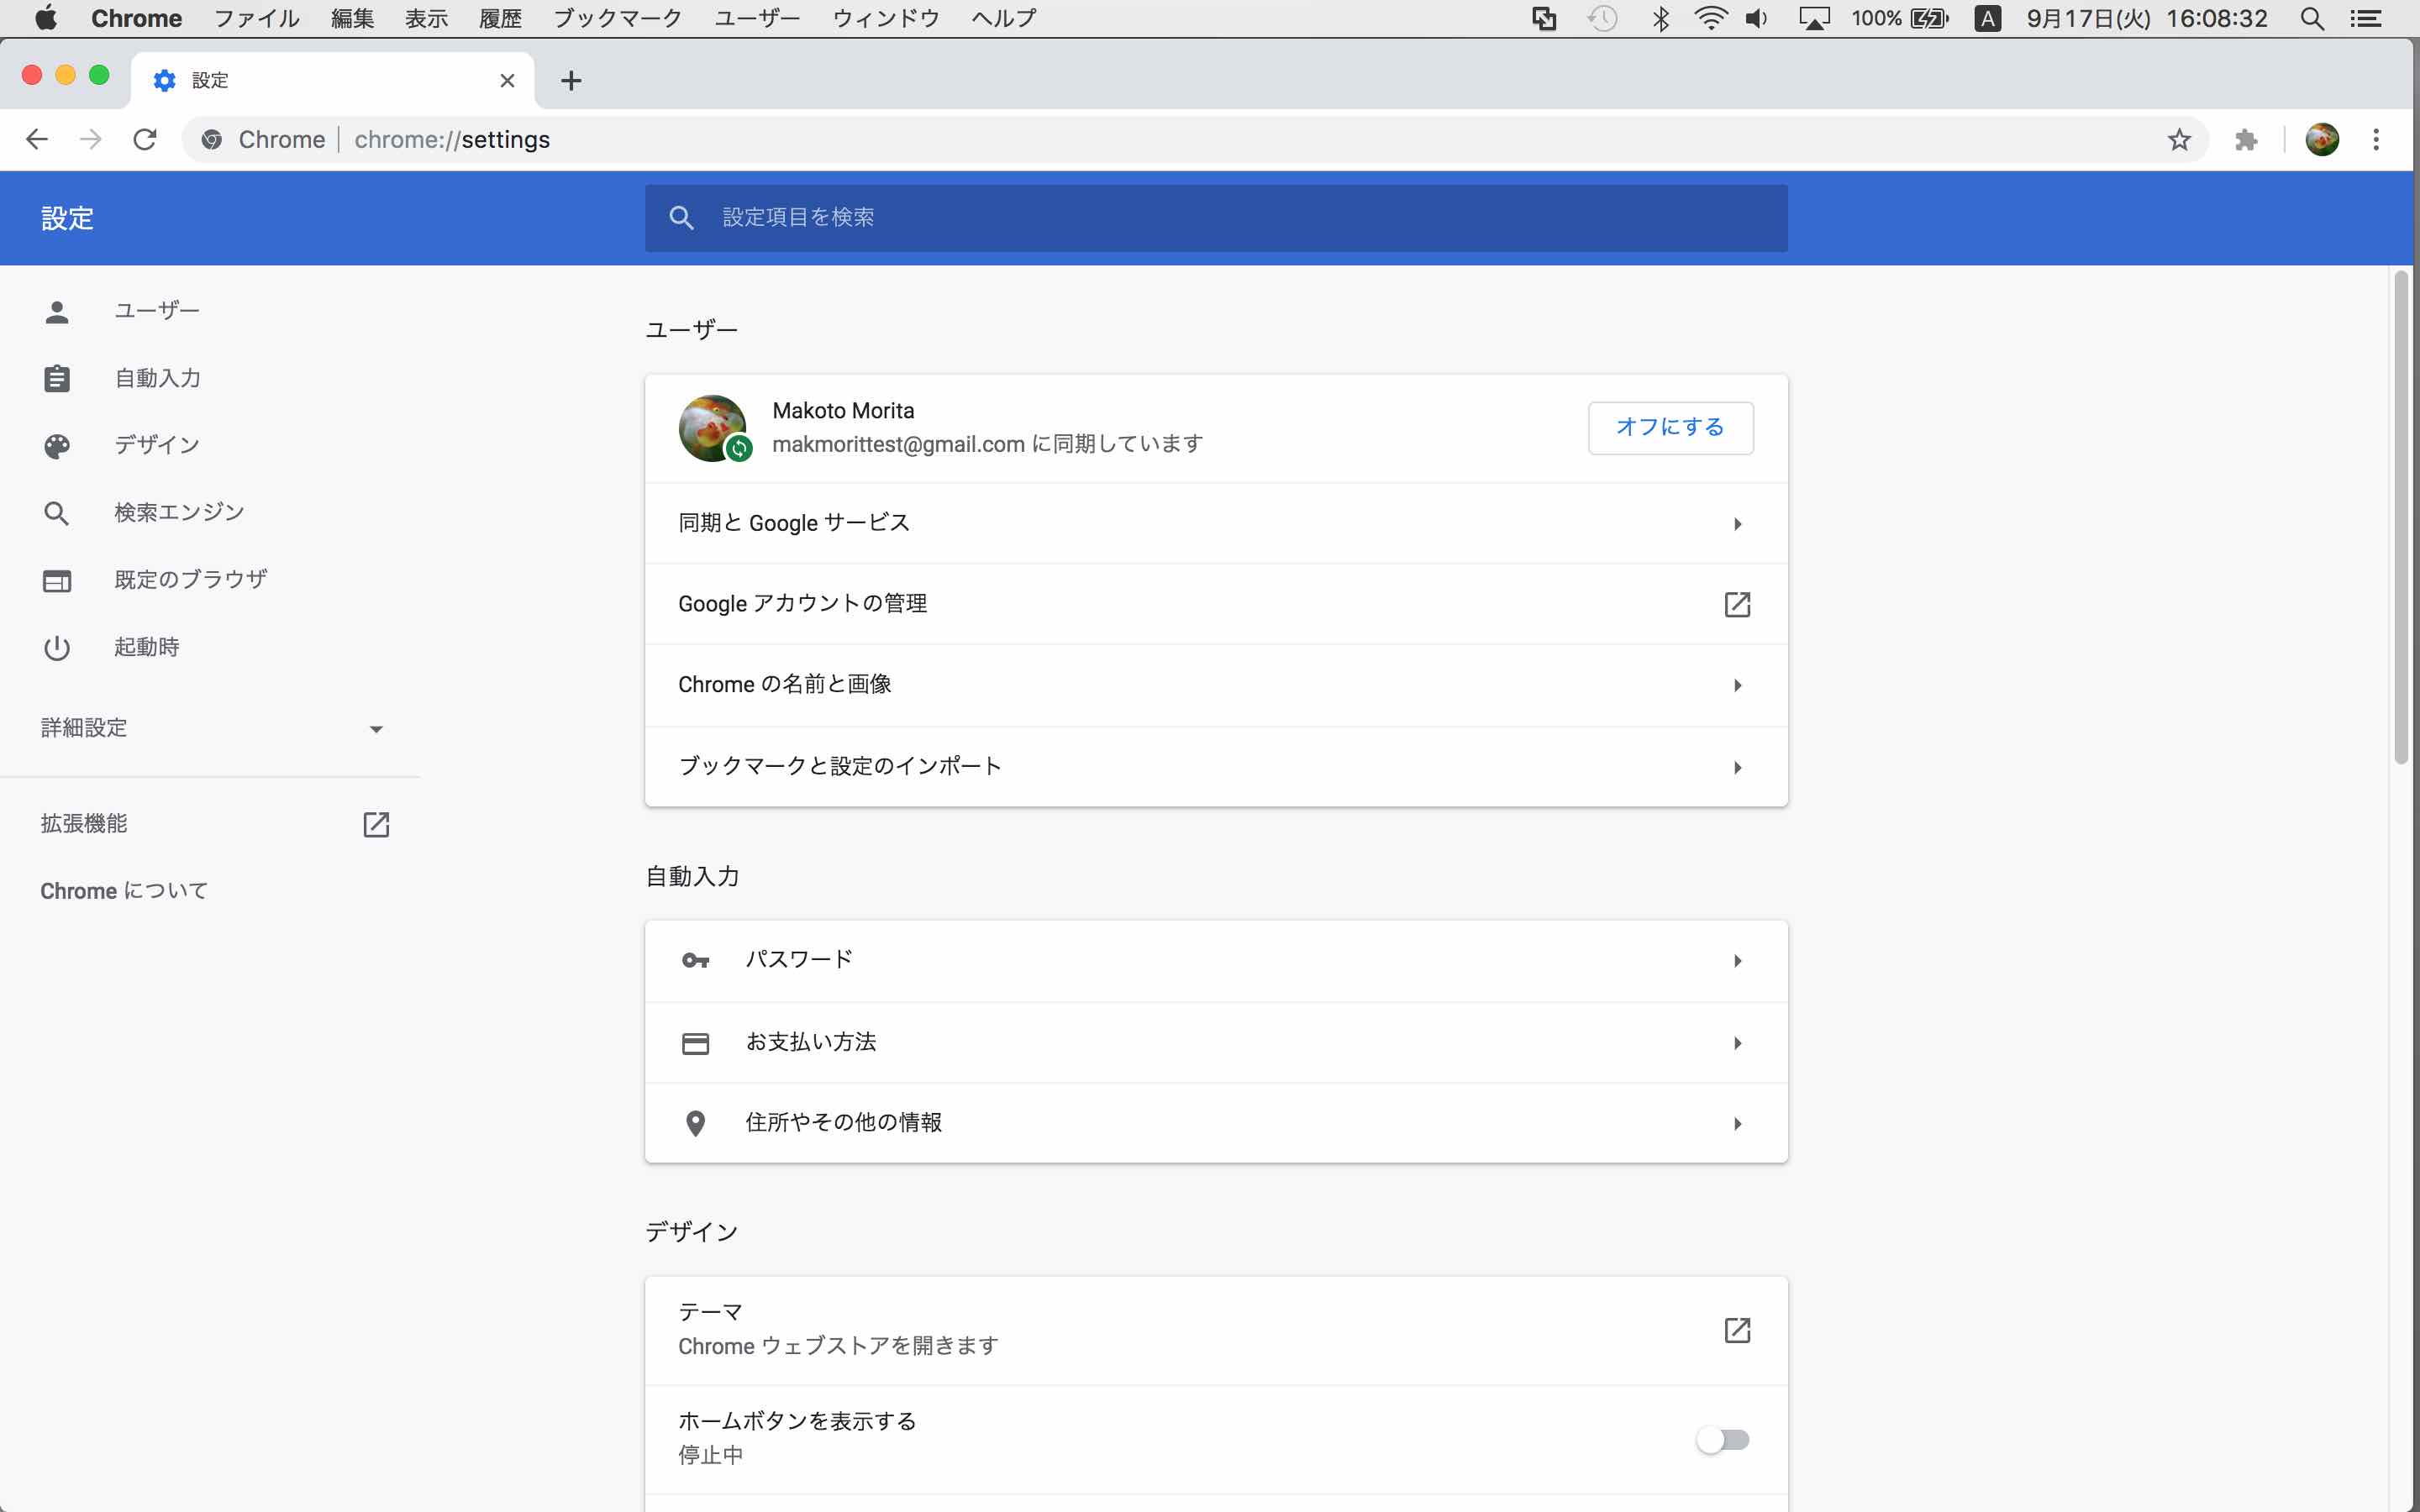 Chrome ファイル 編集 表示 履歴 ブックマーク ユーザー ウィンドウ ヘルプ 100% A 9月17日(火) 16:08:32
設定
Chrome | chrome://settings
設定
設定項目を検索
ユーザー
自動入力
デザイン
検索エンジン
既定のブラウザ
起動時
詳細設定
拡張機能
Chrome について
ユーザー
Makoto Morita
makmorittest@gmail.com に同期しています
オフにする
同期と Google サービス
Google アカウントの管理
Chrome の名前と画像
ブックマークと設定のインポート
自動入力
パスワード
お支払い方法
住所やその他の情報
デザイン
テーマ
Chrome ウェブストアを開きます
ホームボタンを表示する
停止中